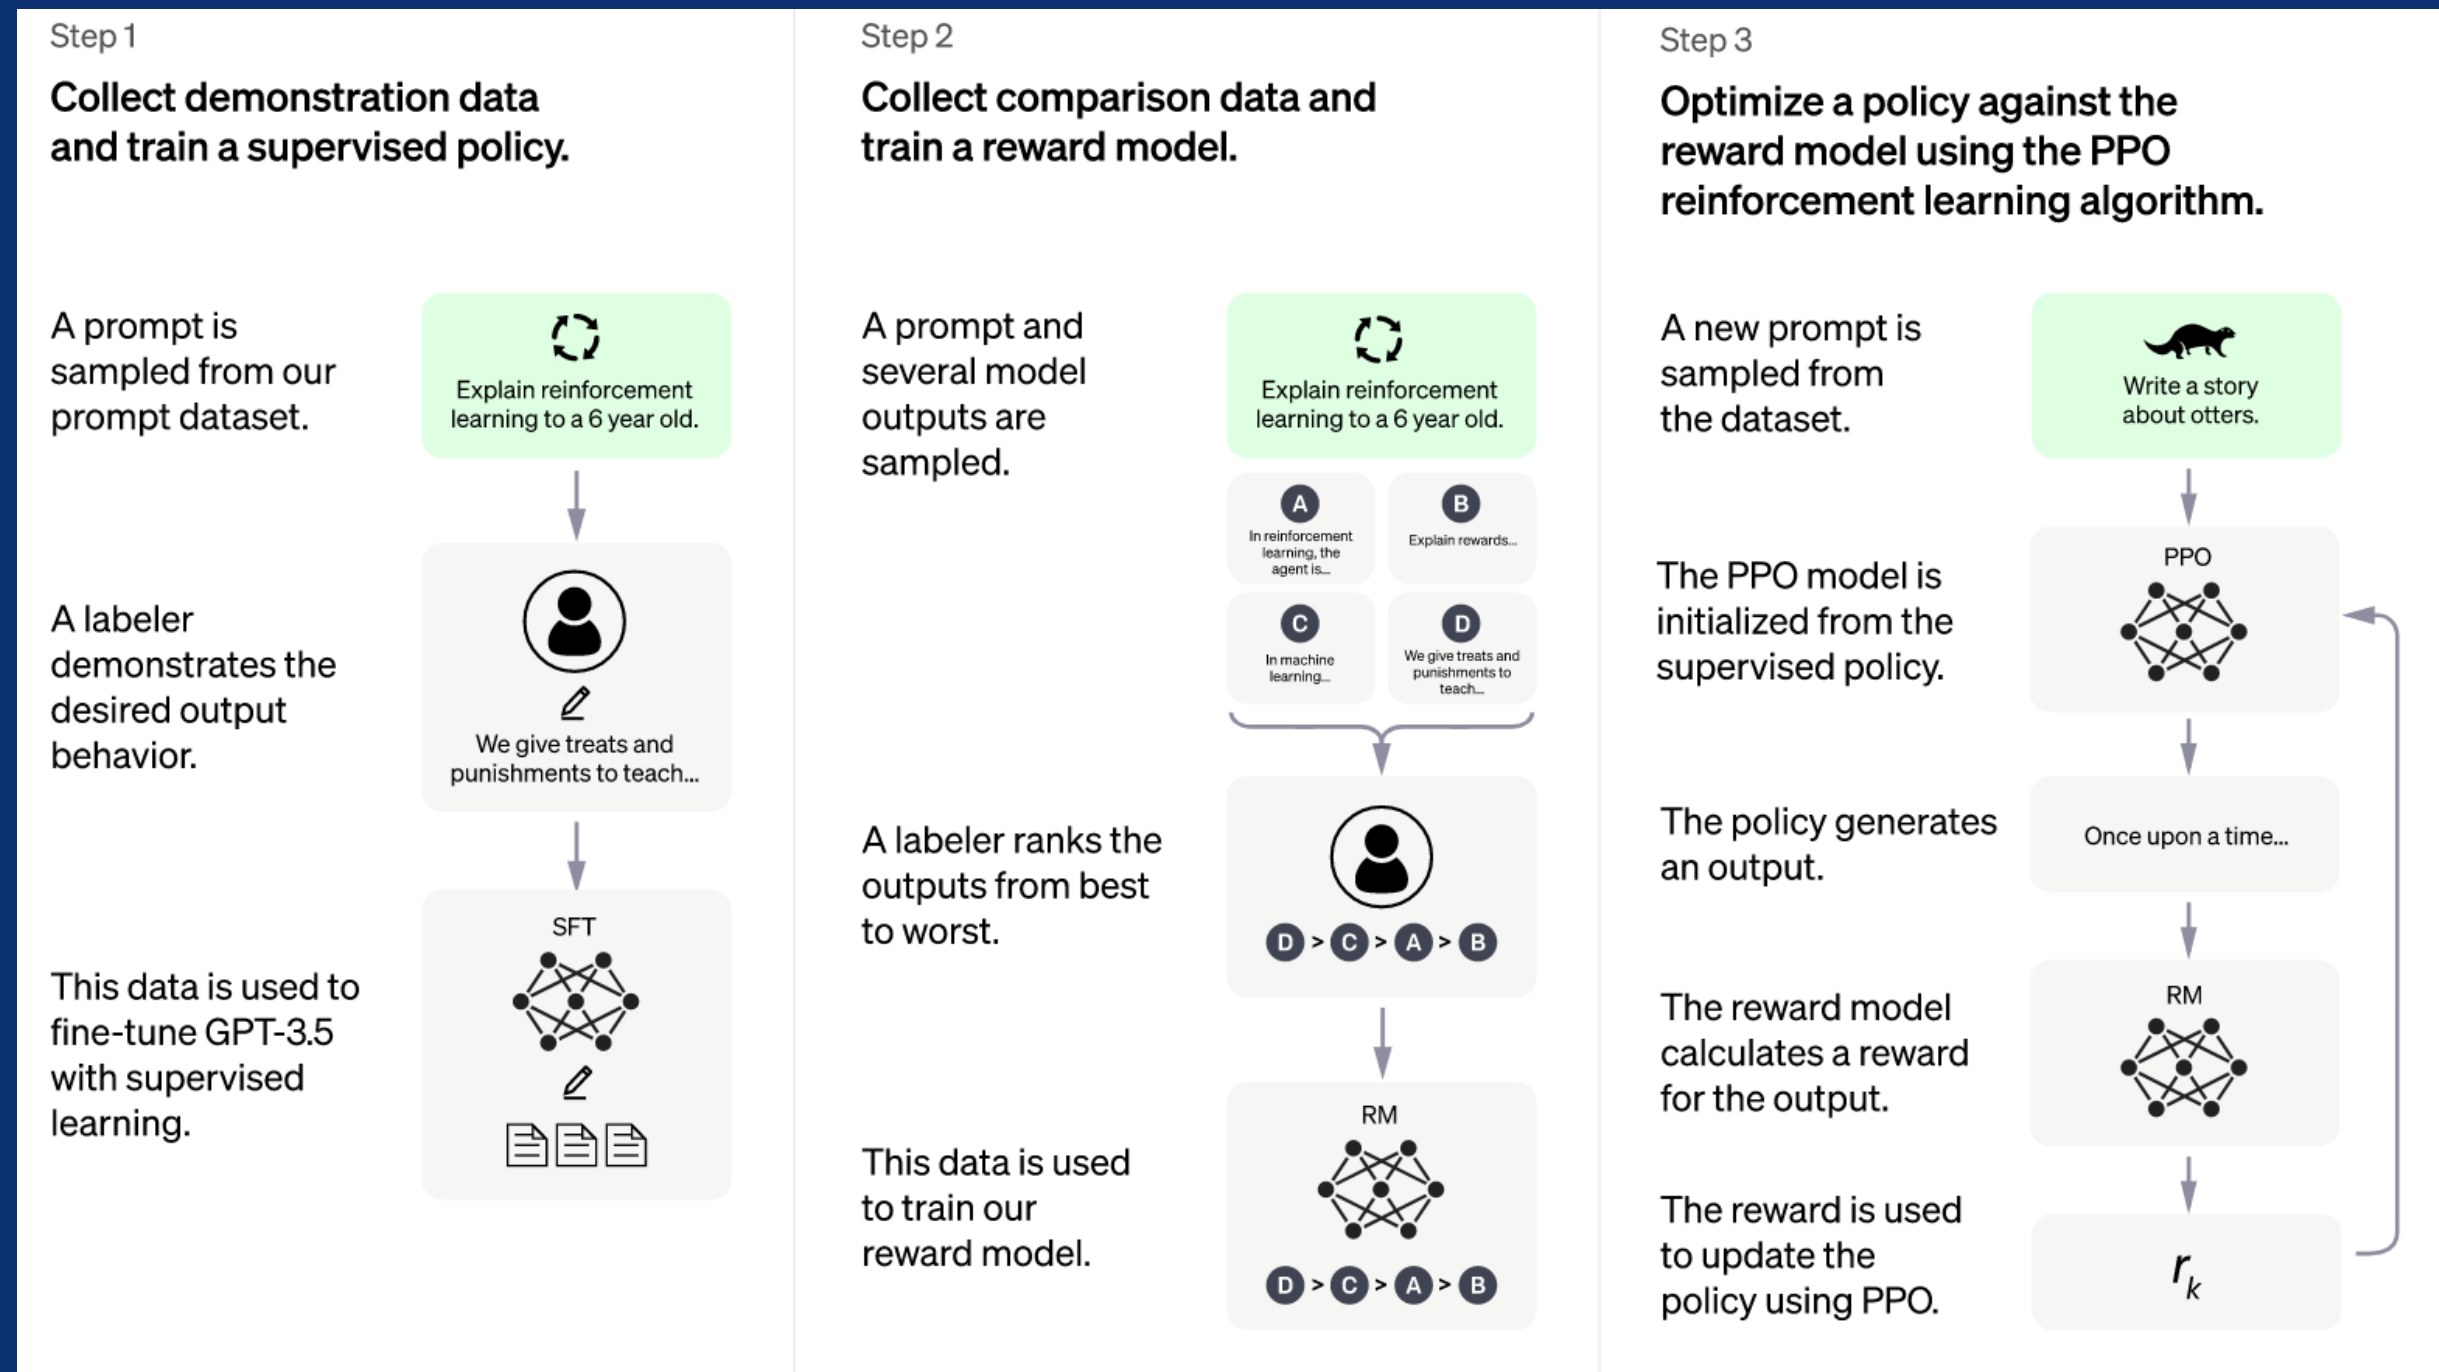 Step 1
Collect demonstration data
and train a supervised policy.
A prompt is
sampled from our
prompt dataset.
Explain reinforcement
learning to a 6 year old.
A labeler
demonstrates the
desired output
behavior.
We give treats and
punishments to teach...
This data is used to
fine-tune GPT-3.5
with supervised
learning.
SFT
Step 2
Collect comparison data and
train a reward model.
A prompt and
several model
outputs are
sampled.
Explain reinforcement
learning to a 6 year old.
A
In reinforcement
learning, the
agent is...
B
Explain rewards...
C
In machine
learning...
D
We give treats and
punishments to
teach...
A labeler ranks the
outputs from best
to worst.
D > C > A > B
This data is used
to train our
reward model.
RM
D > C > A > B
Step 3
Optimize a policy against the
reward model using the PPO
reinforcement learning algorithm.
A new prompt is
sampled from
the dataset.
Write a story
about otters.
The PPO model is
initialized from the
supervised policy.
PPO
The policy generates
an output.
Once upon a time...
The reward model
calculates a reward
for the output.
RM
The reward is used
to update the
policy using PPO.
r_k